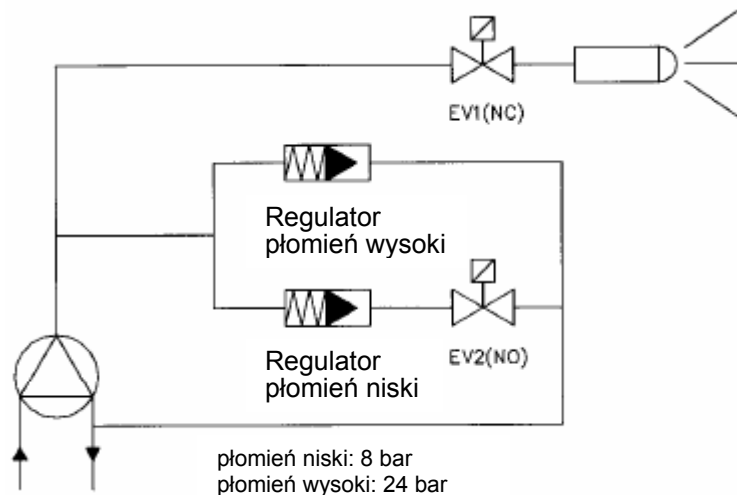 EV1(NC)
Regulator
płomień wysoki
Regulator
płomień niski
EV2(NO)
płomień niski: 8 bar
płomień wysoki: 24 bar